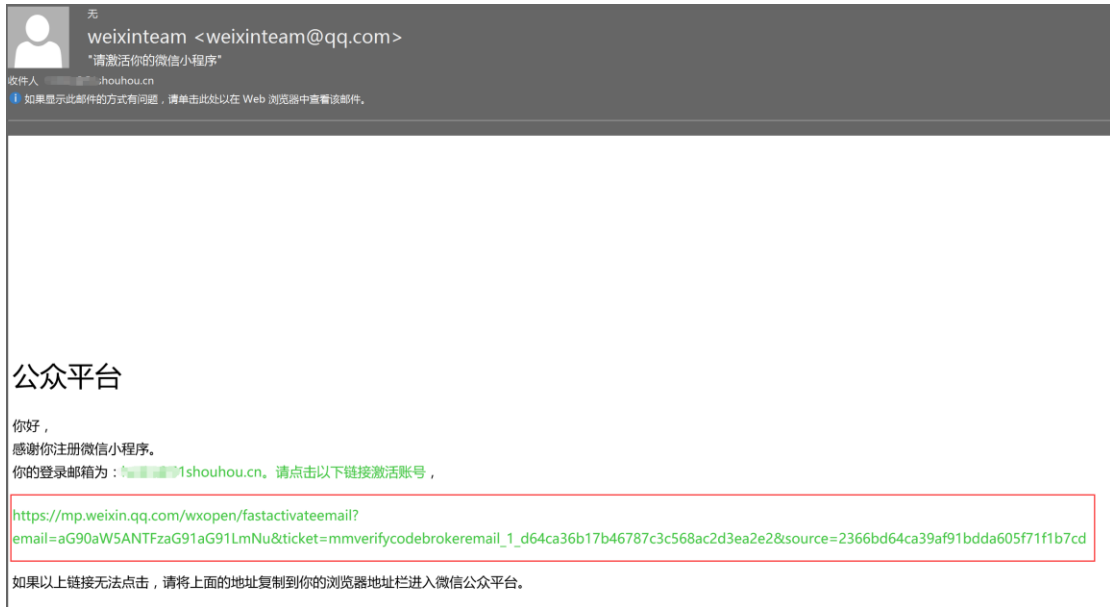 无
weixinteam <weixinteam@qq.com>
"请激活你的微信小程序"
收件人 shouhou.cn
如果显示此邮件的方式有问题，请单击此处以在 Web 浏览器中查看该邮件。
公众平台
你好，
感谢你注册微信小程序。
你的登录邮箱为： 1shouhou.cn。请点击以下链接激活账号，
https://mp.weixin.qq.com/wxopen/fastactivateemail?
email=aG90aW5ANTFzaG91aG91LmNu&ticket=mmverifycodebrokeremail_1_d64ca36b17b46787c3c568ac2d3ea2e2&source=2366bd64ca39af91bdda605f71f1b7cd
如果以上链接无法点击，请将上面的地址复制到你的浏览器地址栏进入微信公众平台。